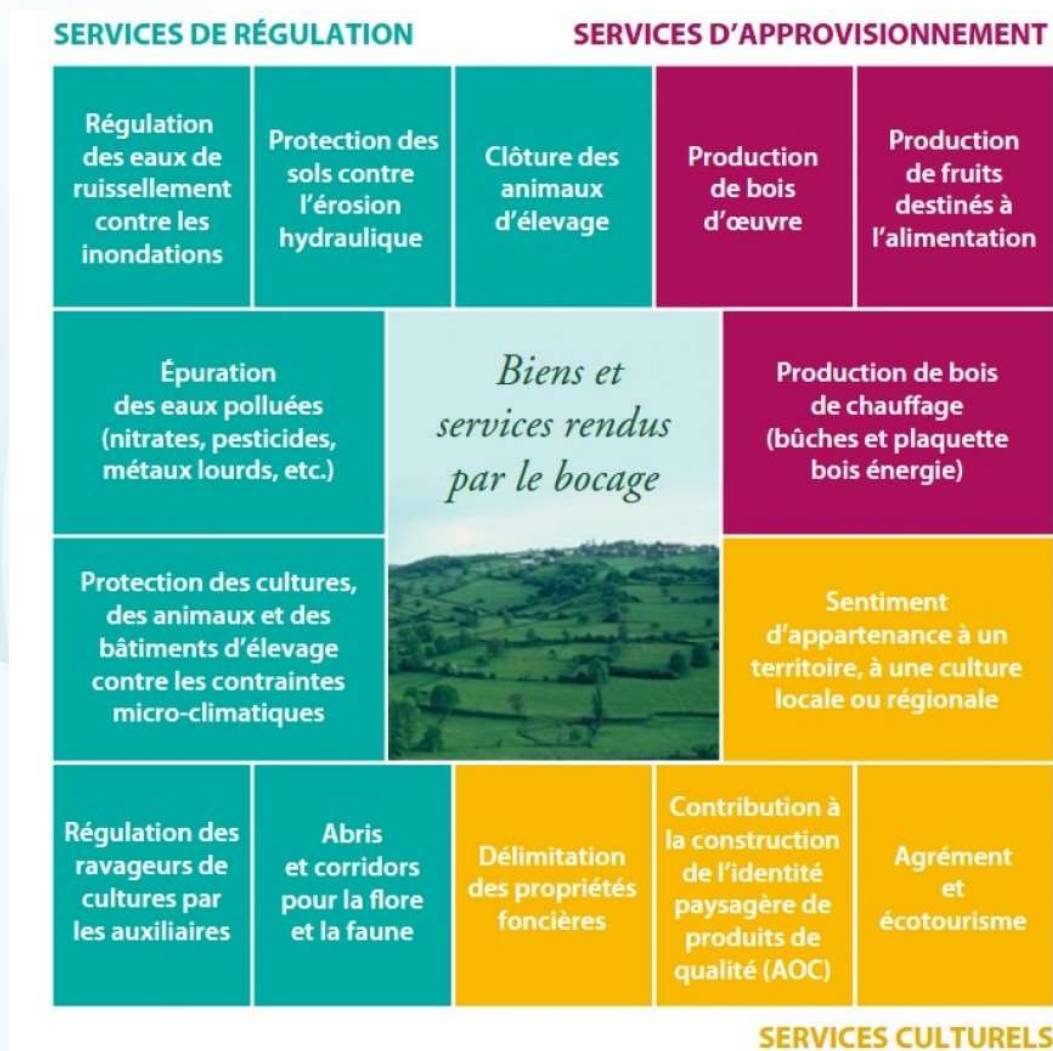 SERVICES DE RÉGULATION
SERVICES D’APPROVISIONNEMENT
Régulation
des eaux de
ruissellement
contre les
inondations
Protection des
sols contre
l’érosion
hydraulique
Clôture des
animaux
d’élevage
Production
de bois
d’œuvre
Production
de fruits
destinés à
l’alimentation
Épuration
des eaux polluées
(nitrates, pesticides,
métaux lourds, etc.)
Biens et
services rendus
par le bocage
Production de bois
de chauffage
(bûches et plaquette
bois énergie)
Protection des cultures,
des animaux et des
bâtiments d’élevage
contre les contraintes
micro-climatiques
Sentiment
d’appartenance à un
territoire, à une culture
locale ou régionale
Régulation des
ravageurs de
cultures par
les auxiliaires
Abris
et corridors
pour la flore
et la faune
Délimitation
des propriétés
foncières
Contribution à
la construction
de l’identité
paysagère de
produits de
qualité (AOC)
Agrément
et
écotourisme
SERVICES CULTURELS